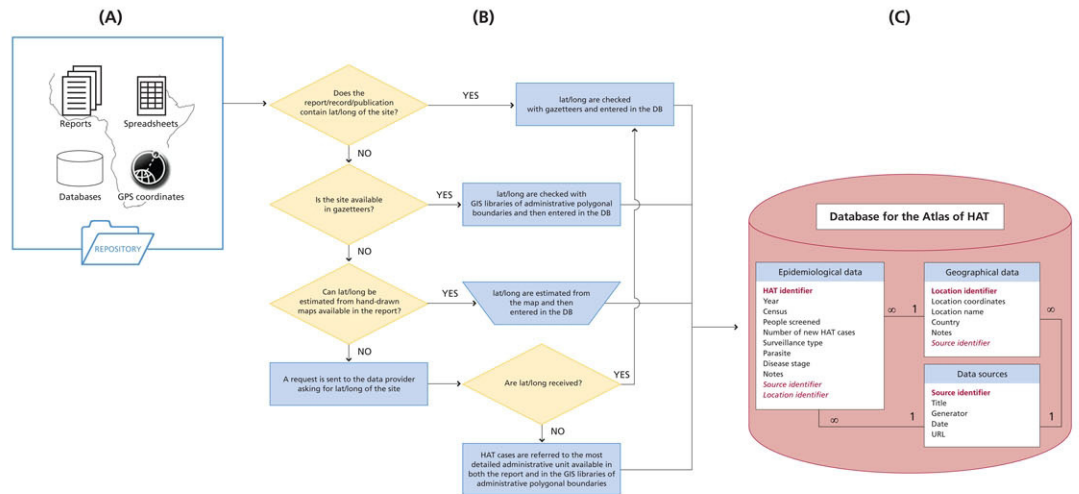 (A)
Reports
Spreadsheets
Databases
GPS coordinates
REPOSITORY
(B)
Does the
report/record/publication
contain lat/long of the site?
YES
lat/long are checked
with gazetteers and entered in the DB
NO
Is the site available
in gazetteers?
YES
lat/long are checked with
GIS libraries of administrative polygonal
boundaries and then entered in the DB
NO
Can lat/long be
estimated from hand-drawn
maps available in the report?
YES
lat/long are estimated from
the map and then
entered in the DB
NO
A request is sent to the data provider
asking for lat/long of the site
Are lat/long received?
YES
NO
HAT cases are referred to the most
detailed administrative unit available in
both the report and in the GIS libraries of
administrative polygonal boundaries
(C)
Database for the Atlas of HAT
Epidemiological data
HAT identifier
Year
Census
People screened
Number of new HAT cases
Surveillance type
Parasite
Disease stage
Notes
Source identifier
Location identifier
∞
1
Geographical data
Location identifier
Location coordinates
Location name
Country
Notes
Source identifier
∞
Data sources
Source identifier
Title
Generator
Date
URL
∞
1
1